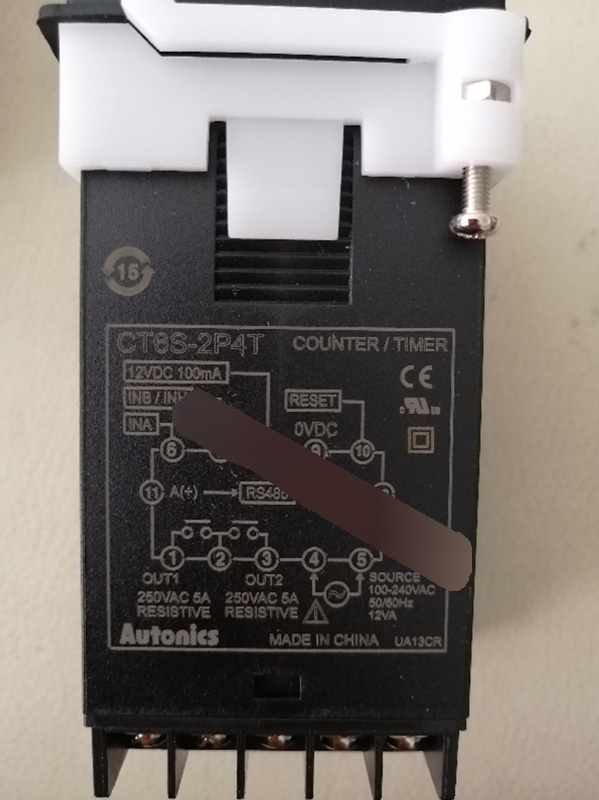 15
CT6S-2P4T COUNTER / TIMER
12VDC 100mA
CE
INB /
RESET
INA
0VDC
6 9 10
11 A(+) RS485
1 2 3 4 5
OUT1 OUT2 SOURCE
250VAC 5A 250VAC 5A 100-240VAC
RESISTIVE RESISTIVE 50/60Hz
12VA
Autonics MADE IN CHINA UA13CR